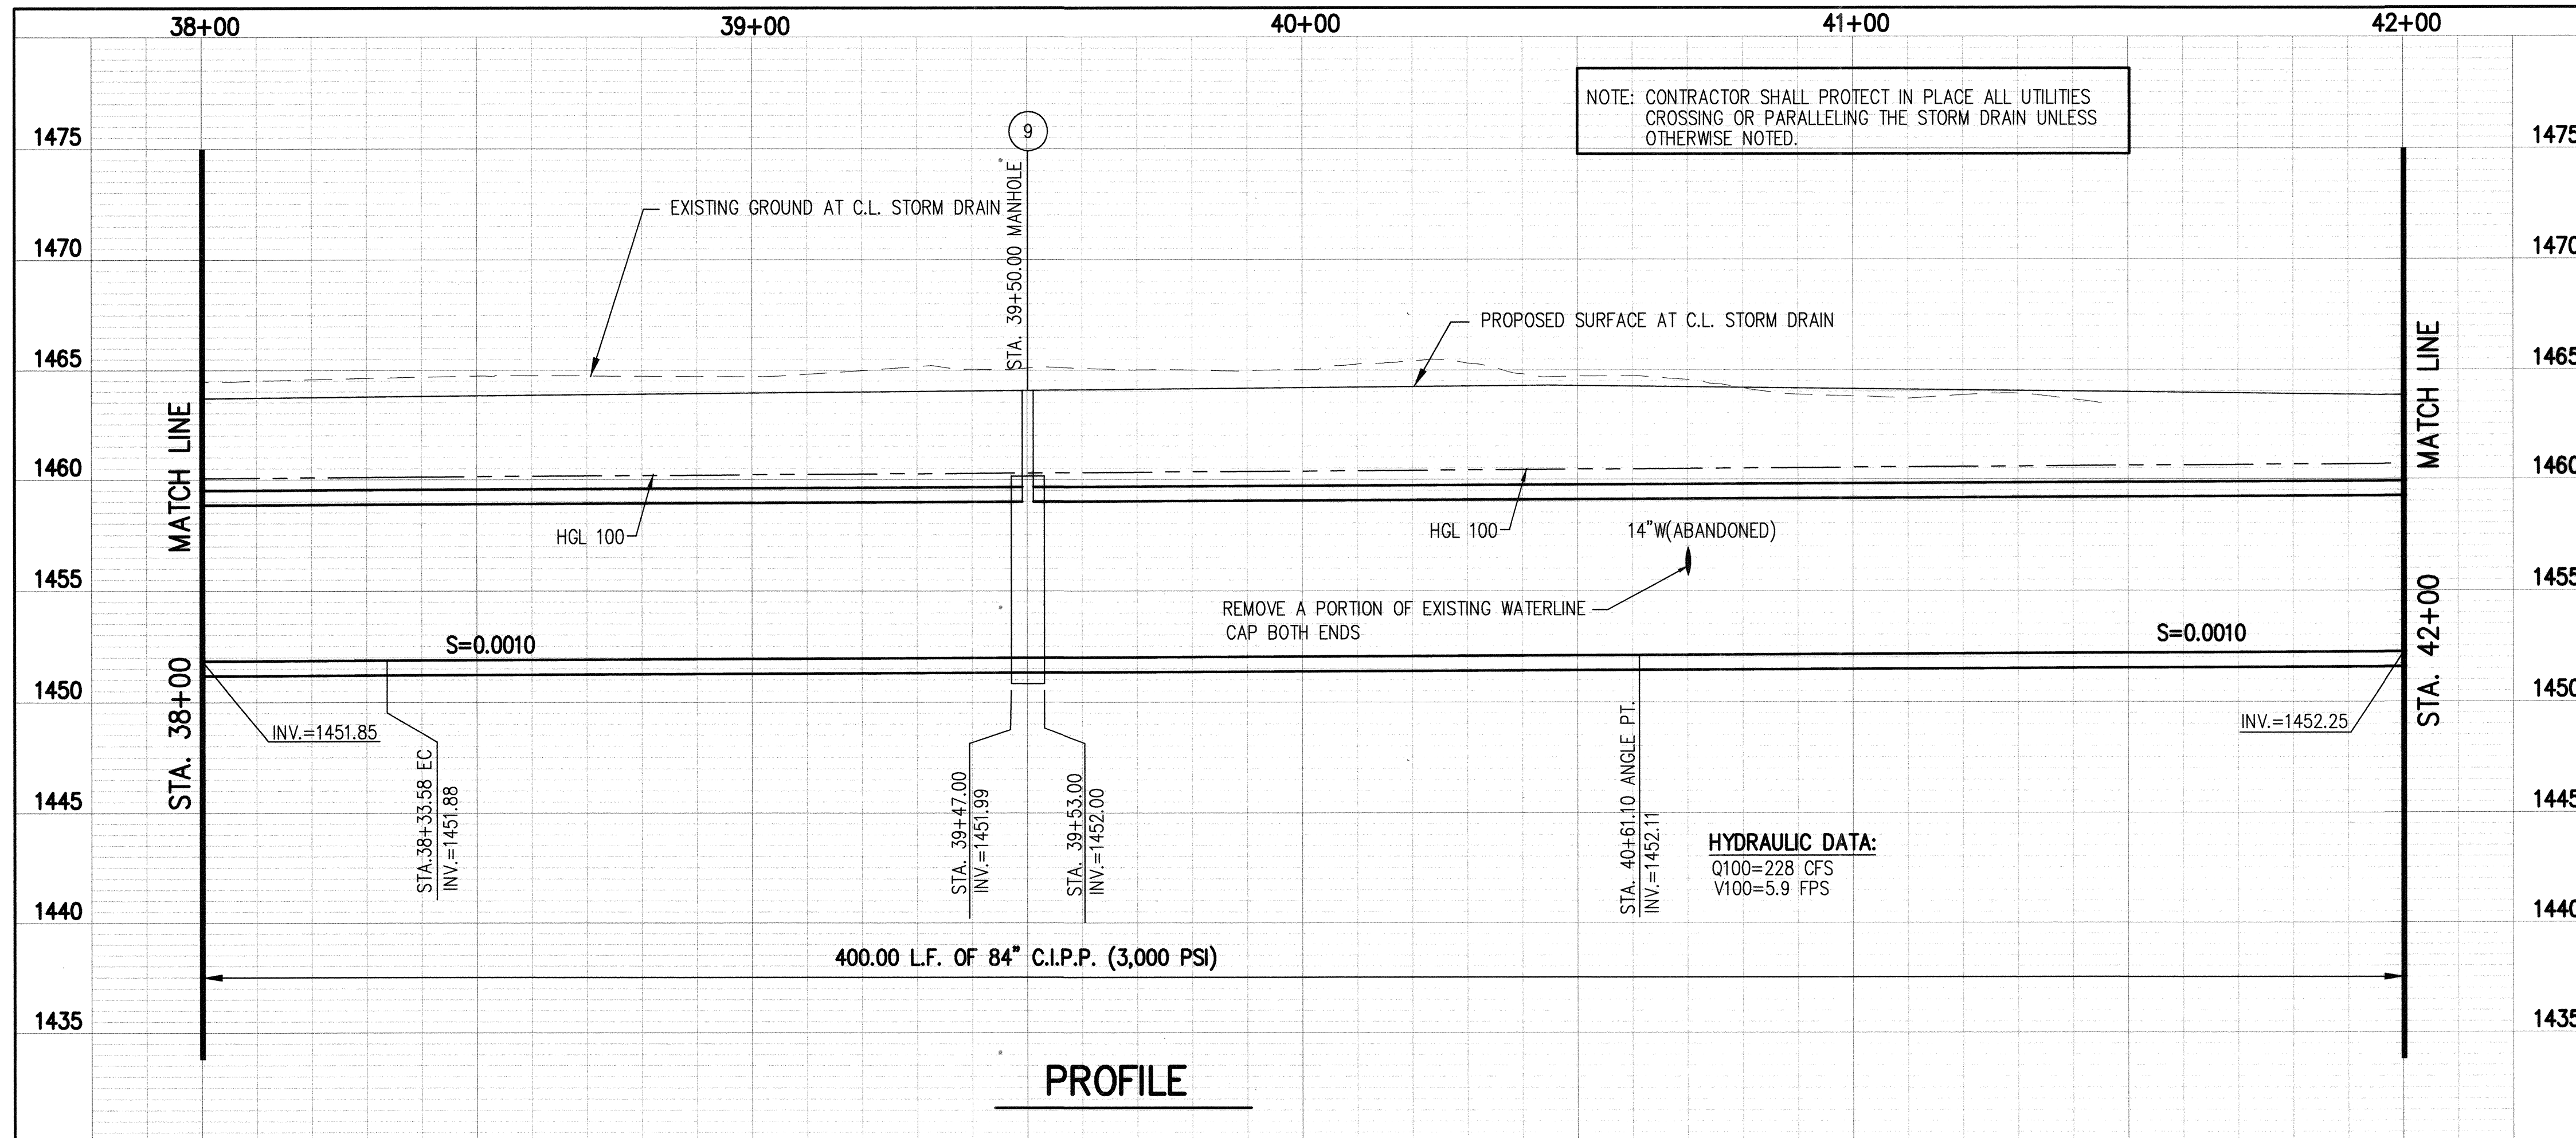 38+00 39+00 40+00 41+00 42+00
NOTE: CONTRACTOR SHALL PROTECT IN PLACE ALL UTILITIES
CROSSING OR PARALLELING THE STORM DRAIN UNLESS
OTHERWISE NOTED.
9
STA. 39+50.00 MANHOLE
1475 1475
EXISTING GROUND AT C.L. STORM DRAIN
1470 1470
PROPOSED SURFACE AT C.L. STORM DRAIN
1465 1465
1460 1460
HGL 100
HGL 100
14"W(ABANDONED)
1455 1455
REMOVE A PORTION OF EXISTING WATERLINE
CAP BOTH ENDS
S=0.0010
S=0.0010
1450 1450
STA. 38+00 MATCH LINE
STA. 42+00 MATCH LINE
INV.=1451.85
INV.=1452.25
STA.38+33.58 EC
INV.=1451.88
STA. 39+47.00
INV.=1451.99
STA. 39+53.00
INV.=1452.00
STA. 40+61.10 ANGLE PT.
INV.=1452.11
1445 1445
HYDRAULIC DATA:
Q100=228 CFS
V100=5.9 FPS
1440 1440
400.00 L.F. OF 84" C.I.P.P. (3,000 PSI)
1435 1435
PROFILE